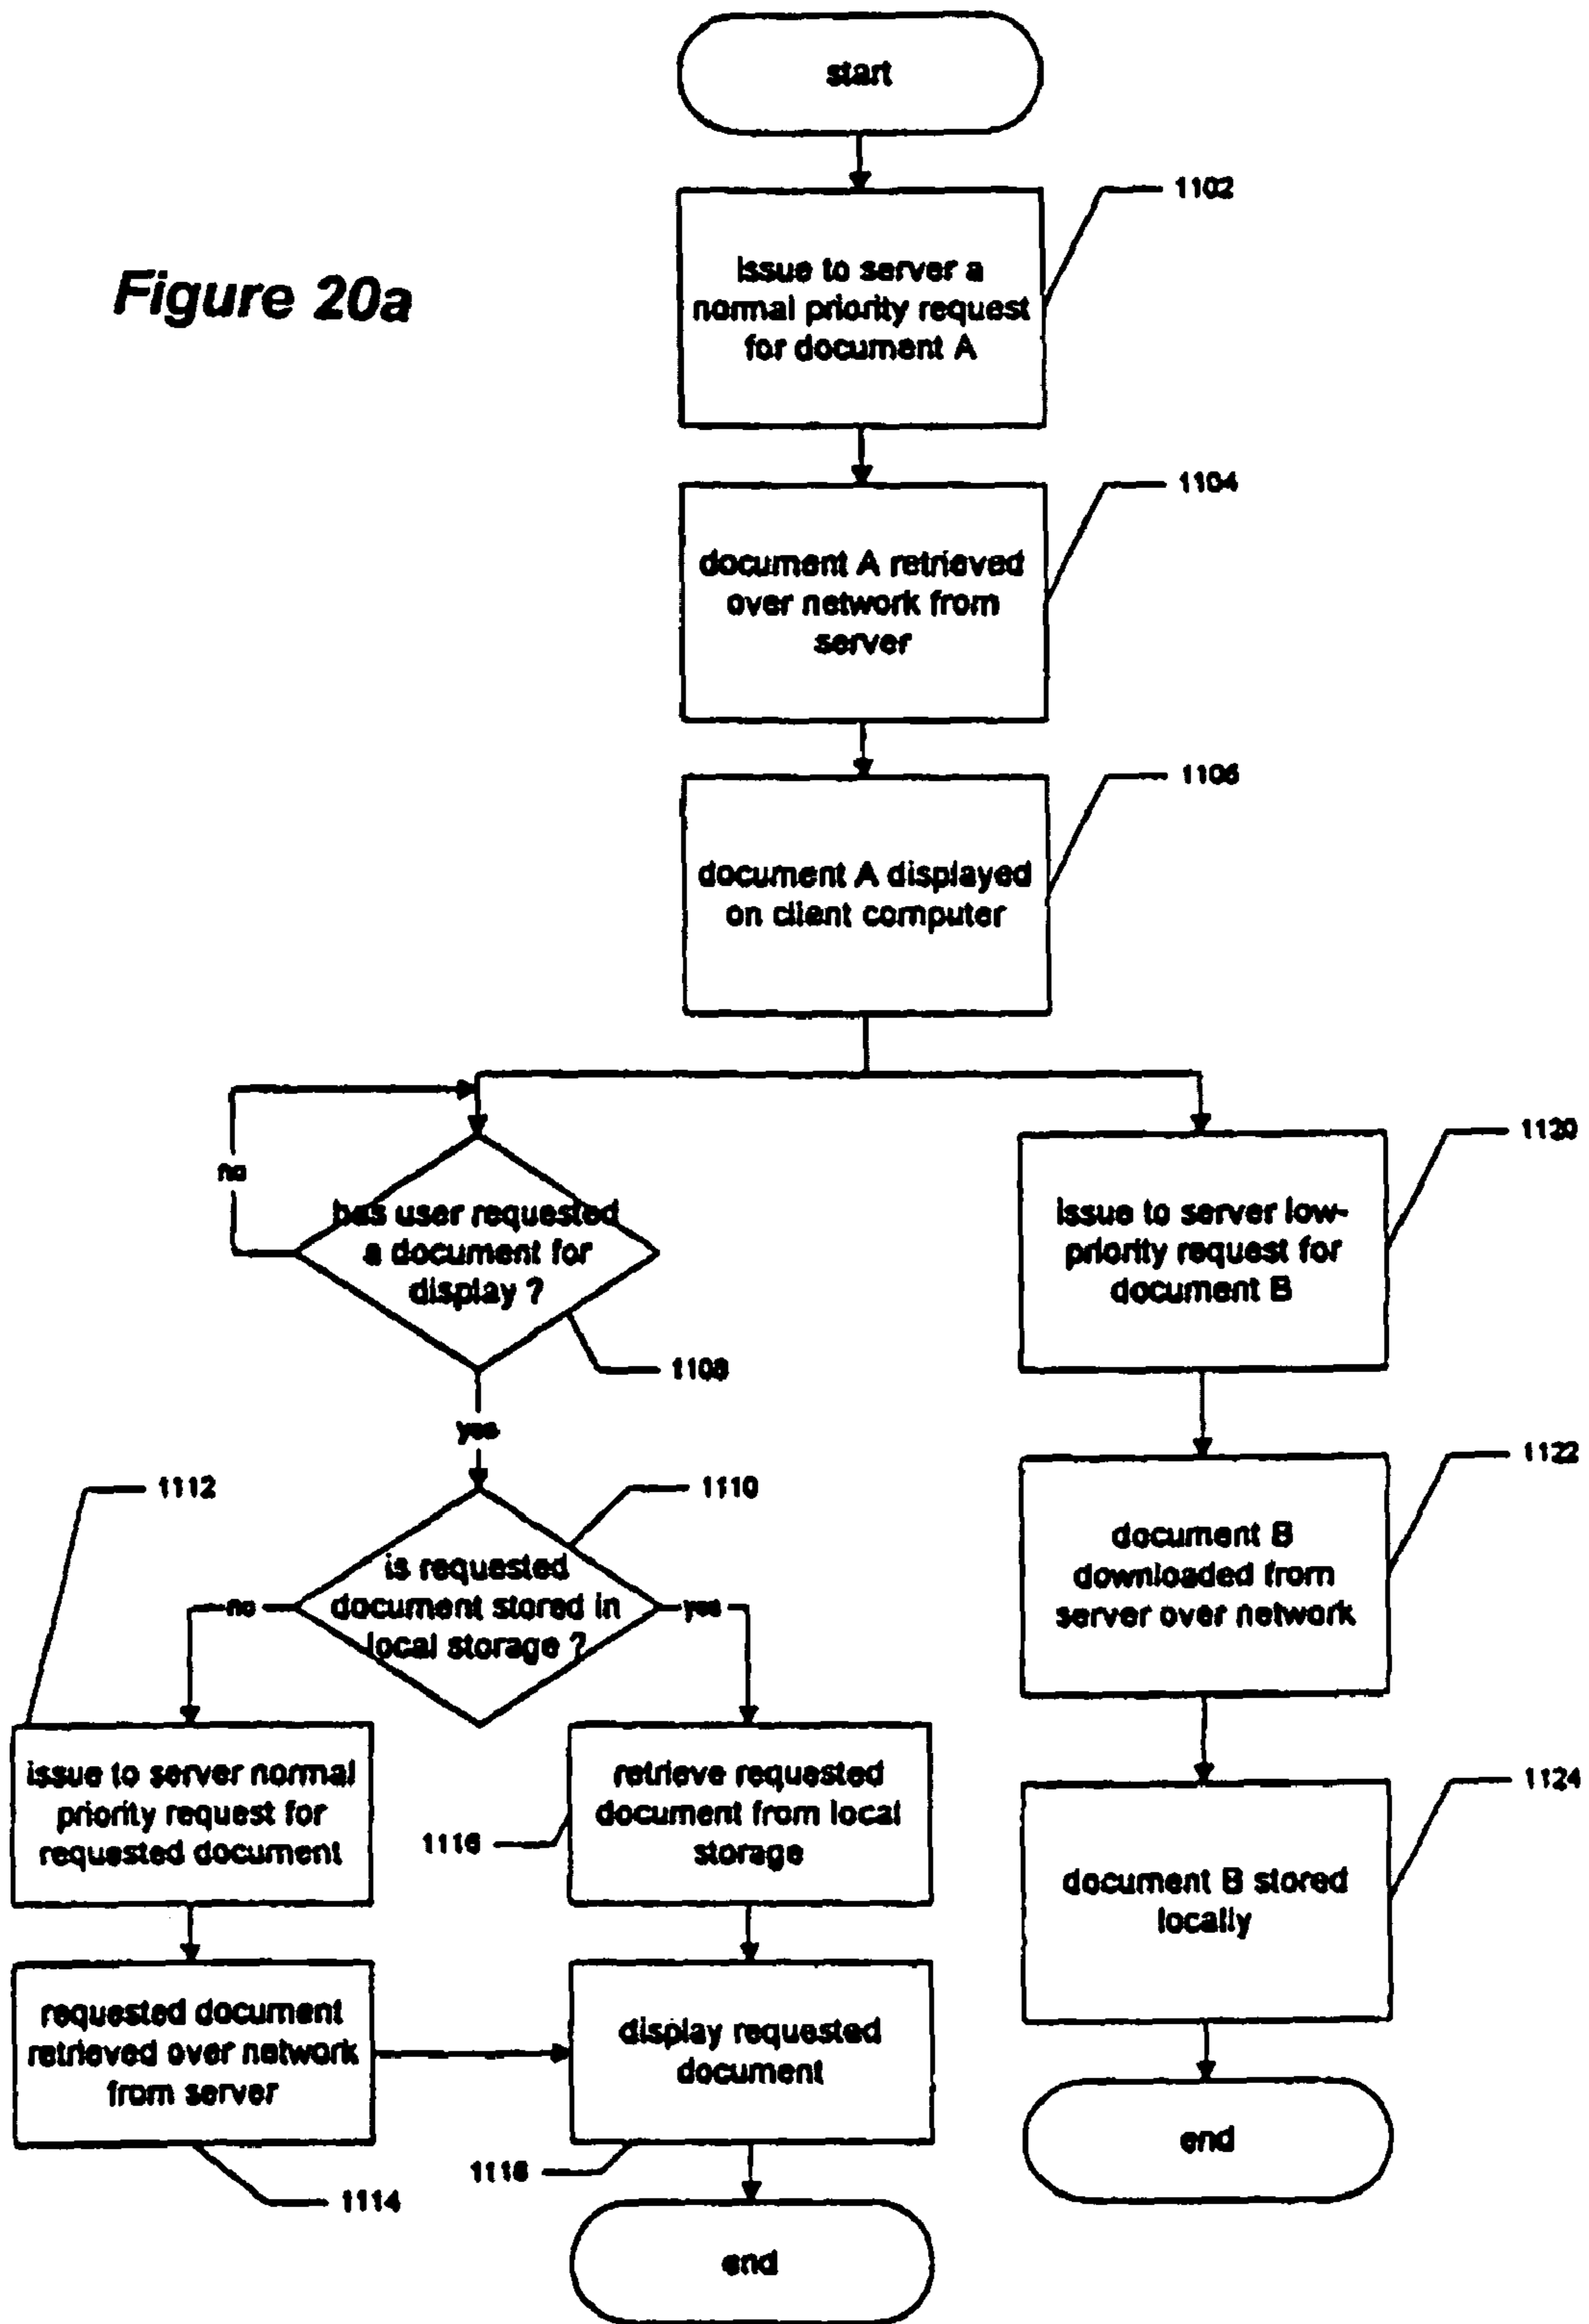 start
1102
Figure 20a
issue to server a
normal priority request
for document A
1104
document A retrieved
over network from
server
1106
document A displayed
on client computer
1120
no
has user requested
a document for
display ?
issue to server low-
priority request for
document B
1108
yes
1122
1112
1110
document B
downloaded from
server over network
is requested
document stored in
local storage ?
no
yes
1124
issue to server normal
priority request for
requested document
retrieve requested
document from local
storage
1116
document B stored
locally
requested document
retrieved over network
from server
display requested
document
end
1114
end